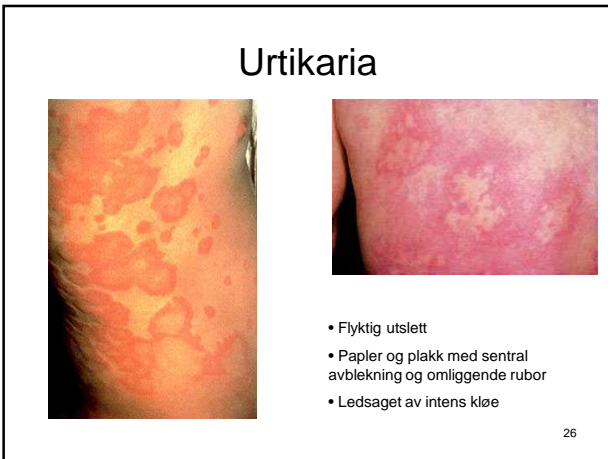 Urtikaria
• Flyktig utslett
• Papler og plakk med sentral
avblekning og omliggende rubor
• Ledsaget av intens kløe
26